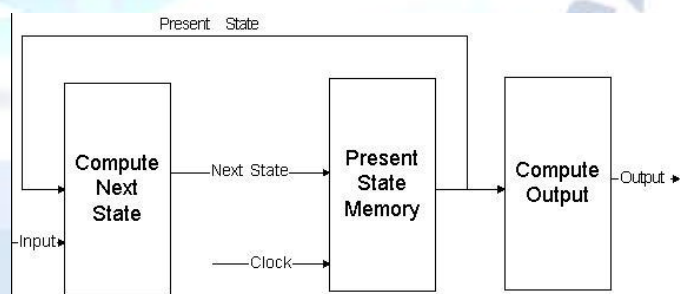 Present State
Compute
Next
State
Next State
Present
State
Memory
Compute
Output
Output
Input
Clock